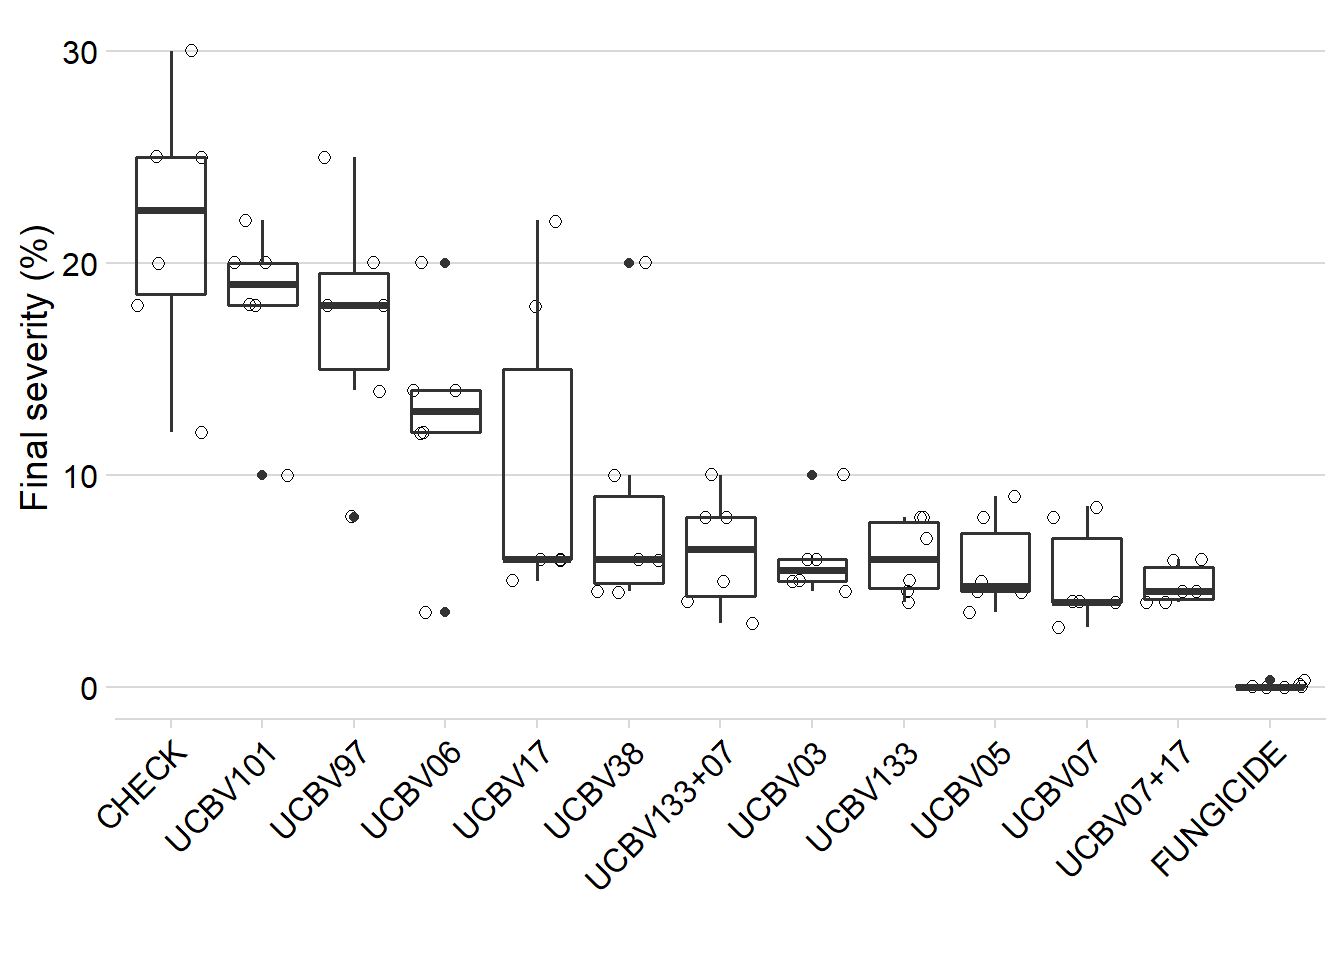 Final severity (%)
30
20
10
0
CHECK
UCBV101
UCBV97
UCBV06
UCBV17
UCBV38
UCBV133+07
UCBV03
UCBV133
UCBV05
UCBV07
UCBV07+17
FUNGICIDE